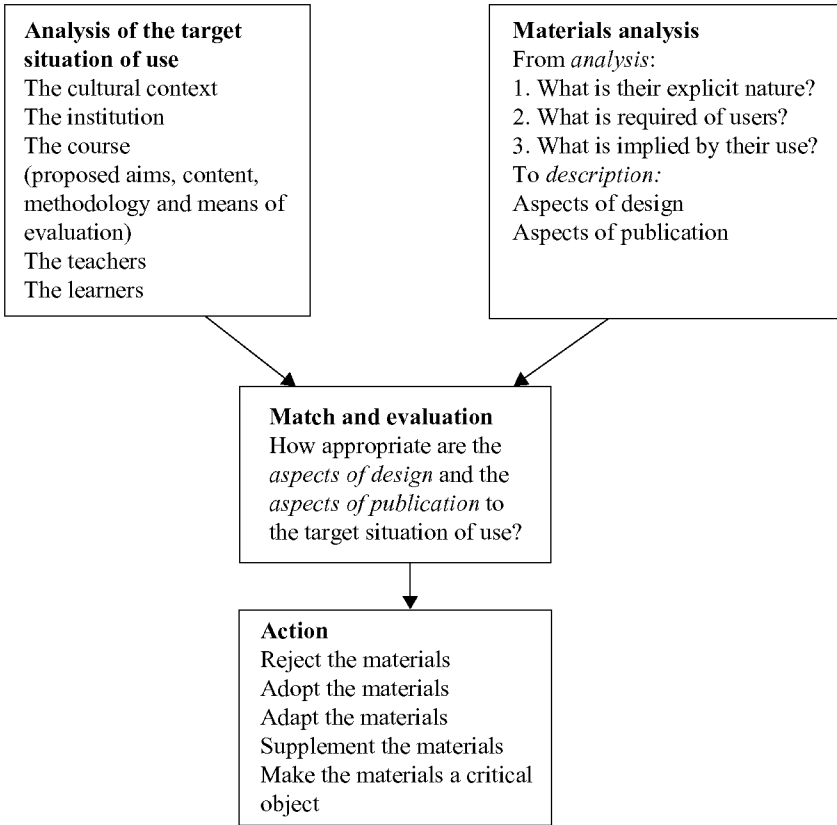 Analysis of the target
situation of use
The cultural context
The institution
The course
(proposed aims, content,
methodology and means of
evaluation)
The teachers
The learners
Materials analysis
From analysis:
1. What is their explicit nature?
2. What is required of users?
3. What is implied by their use?
To description:
Aspects of design
Aspects of publication
Match and evaluation
How appropriate are the
aspects of design and the
aspects of publication to
the target situation of use?
Action
Reject the materials
Adopt the materials
Adapt the materials
Supplement the materials
Make the materials a critical
object